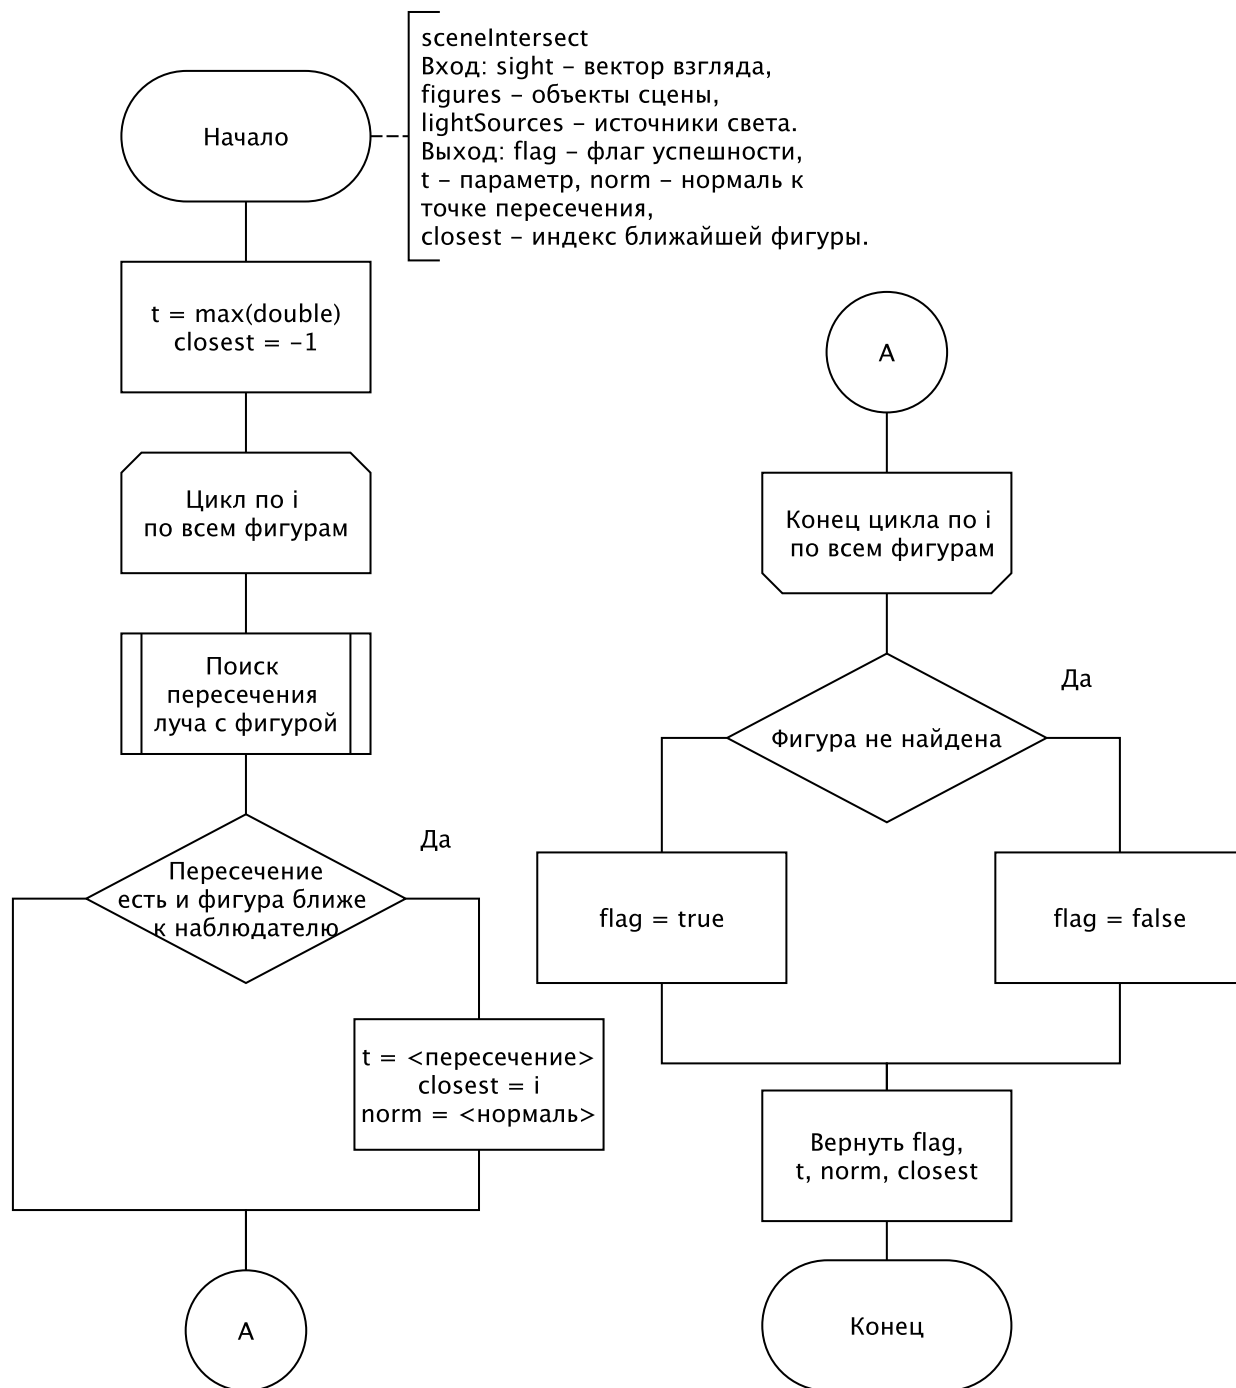 sceneIntersect
Вход: sight – вектор взгляда,
figures – объекты сцены,
lightSources – источники света.
Выход: flag – флаг успешности,
t – параметр, norm – нормаль к
точке пересечения,
closest – индекс ближайшей фигуры.
Начало
t = max(double)
closest = –1
Цикл по i
по всем фигурам
Поиск
пересечения
луча с фигурой
Да
Пересечение
есть и фигура ближе
к наблюдателю
t = <пересечение>
closest = i
norm = <нормаль>
A
A
Конец цикла по i
по всем фигурам
Да
Фигура не найдена
flag = true
flag = false
Вернуть flag,
t, norm, closest
Конец